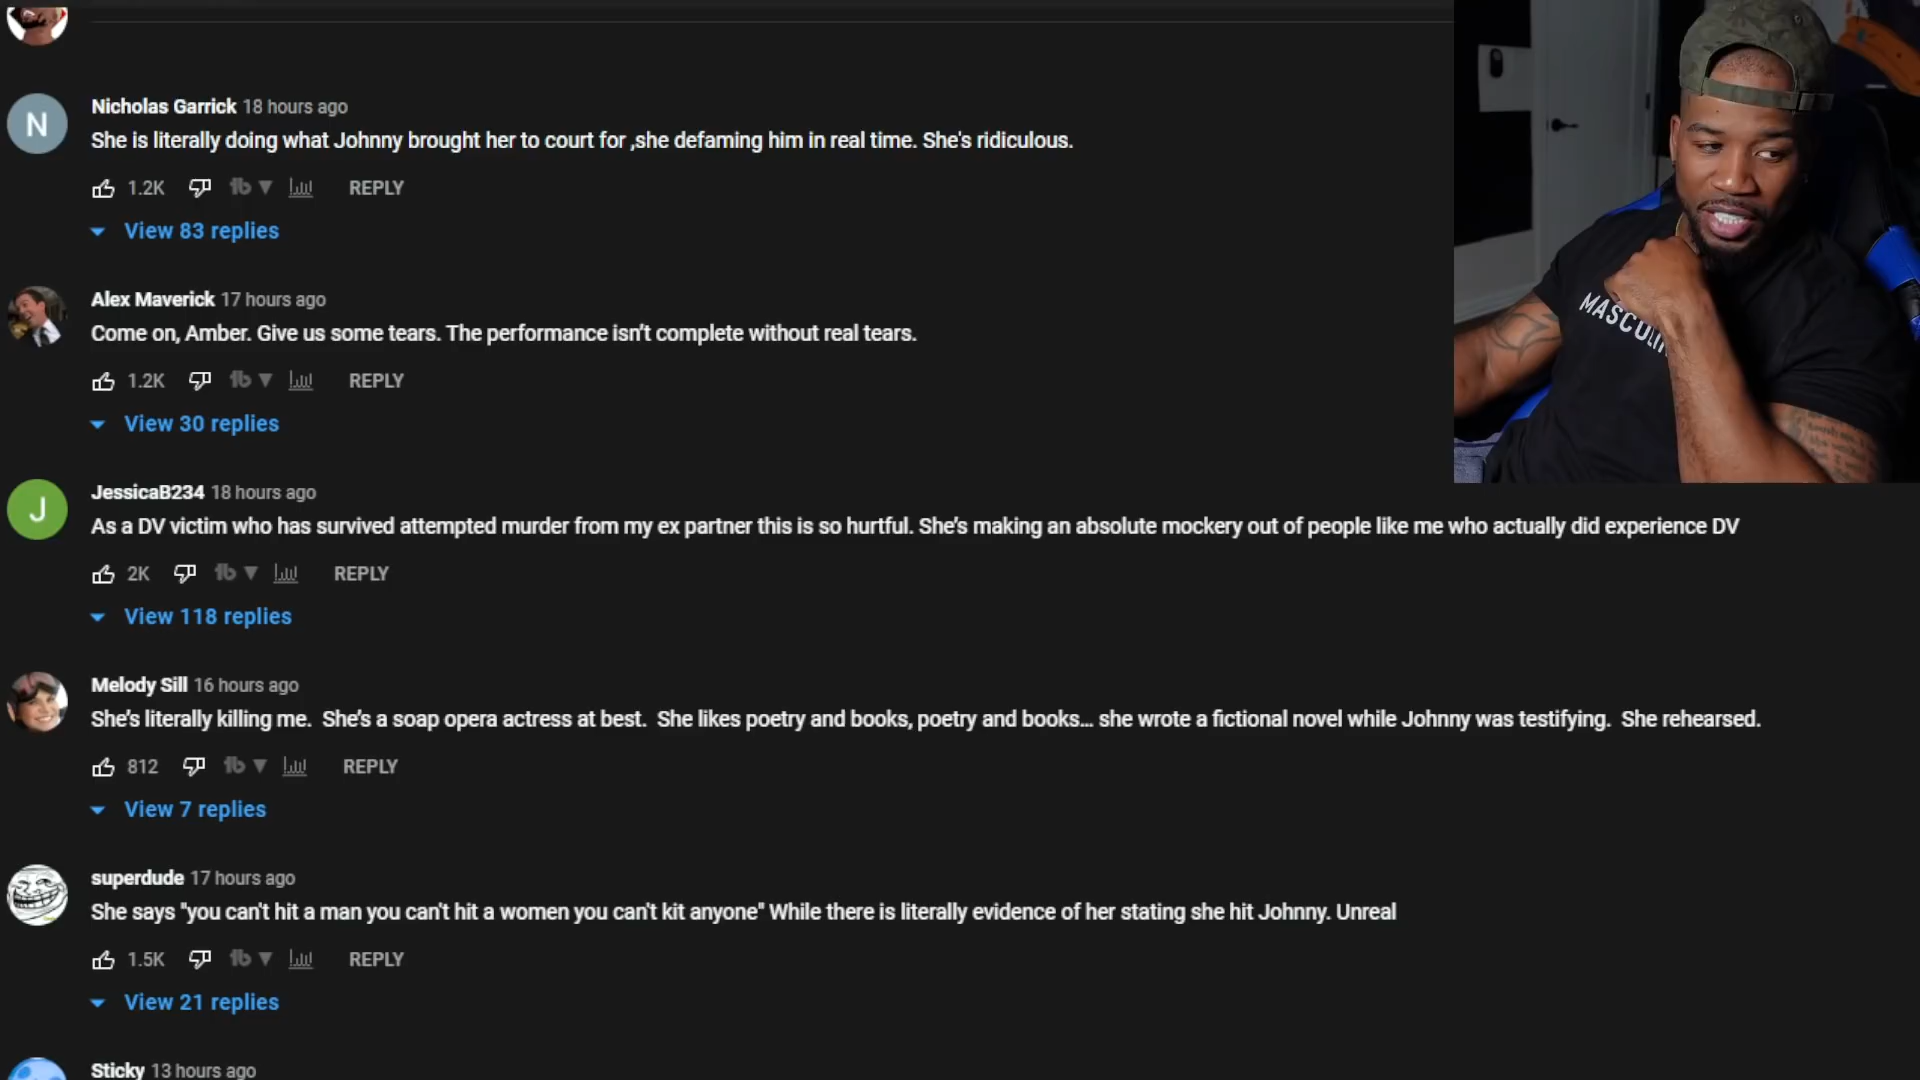 Nicholas Garrick 18 hours ago
She is literally doing what Johnny brought her to court for ,she defaming him in real time. She's ridiculous.
1.2K REPLY
View 83 replies
Alex Maverick 17 hours ago
Come on, Amber. Give us some tears. The performance isn't complete without real tears.
1.2K REPLY
View 30 replies
JessicaB234 18 hours ago
As a DV victim who has survived attempted murder from my ex partner this is so hurtful. She's making an absolute mockery out of people like me who actually did experience DV
2K REPLY
View 118 replies
Melody Sill 16 hours ago
She's literally killing me.  She's a soap opera actress at best.  She likes poetry and books, poetry and books... she wrote a fictional novel while Johnny was testifying.  She rehearsed.
812 REPLY
View 7 replies
superdude 17 hours ago
She says "you can't hit a man you can't hit a women you can't kit anyone" While there is literally evidence of her stating she hit Johnny. Unreal
1.5K REPLY
View 21 replies
Sticky 13 hours ago
N
J